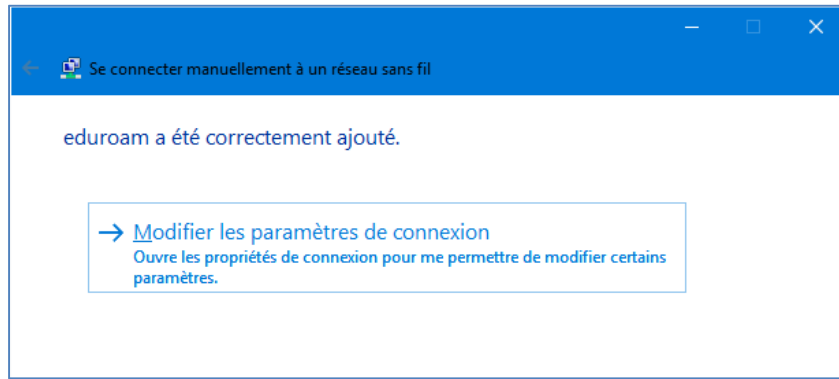 Se connecter manuellement à un réseau sans fil
eduroam a été correctement ajouté.
Modifier les paramètres de connexion
Ouvre les propriétés de connexion pour me permettre de modifier certains
paramètres.